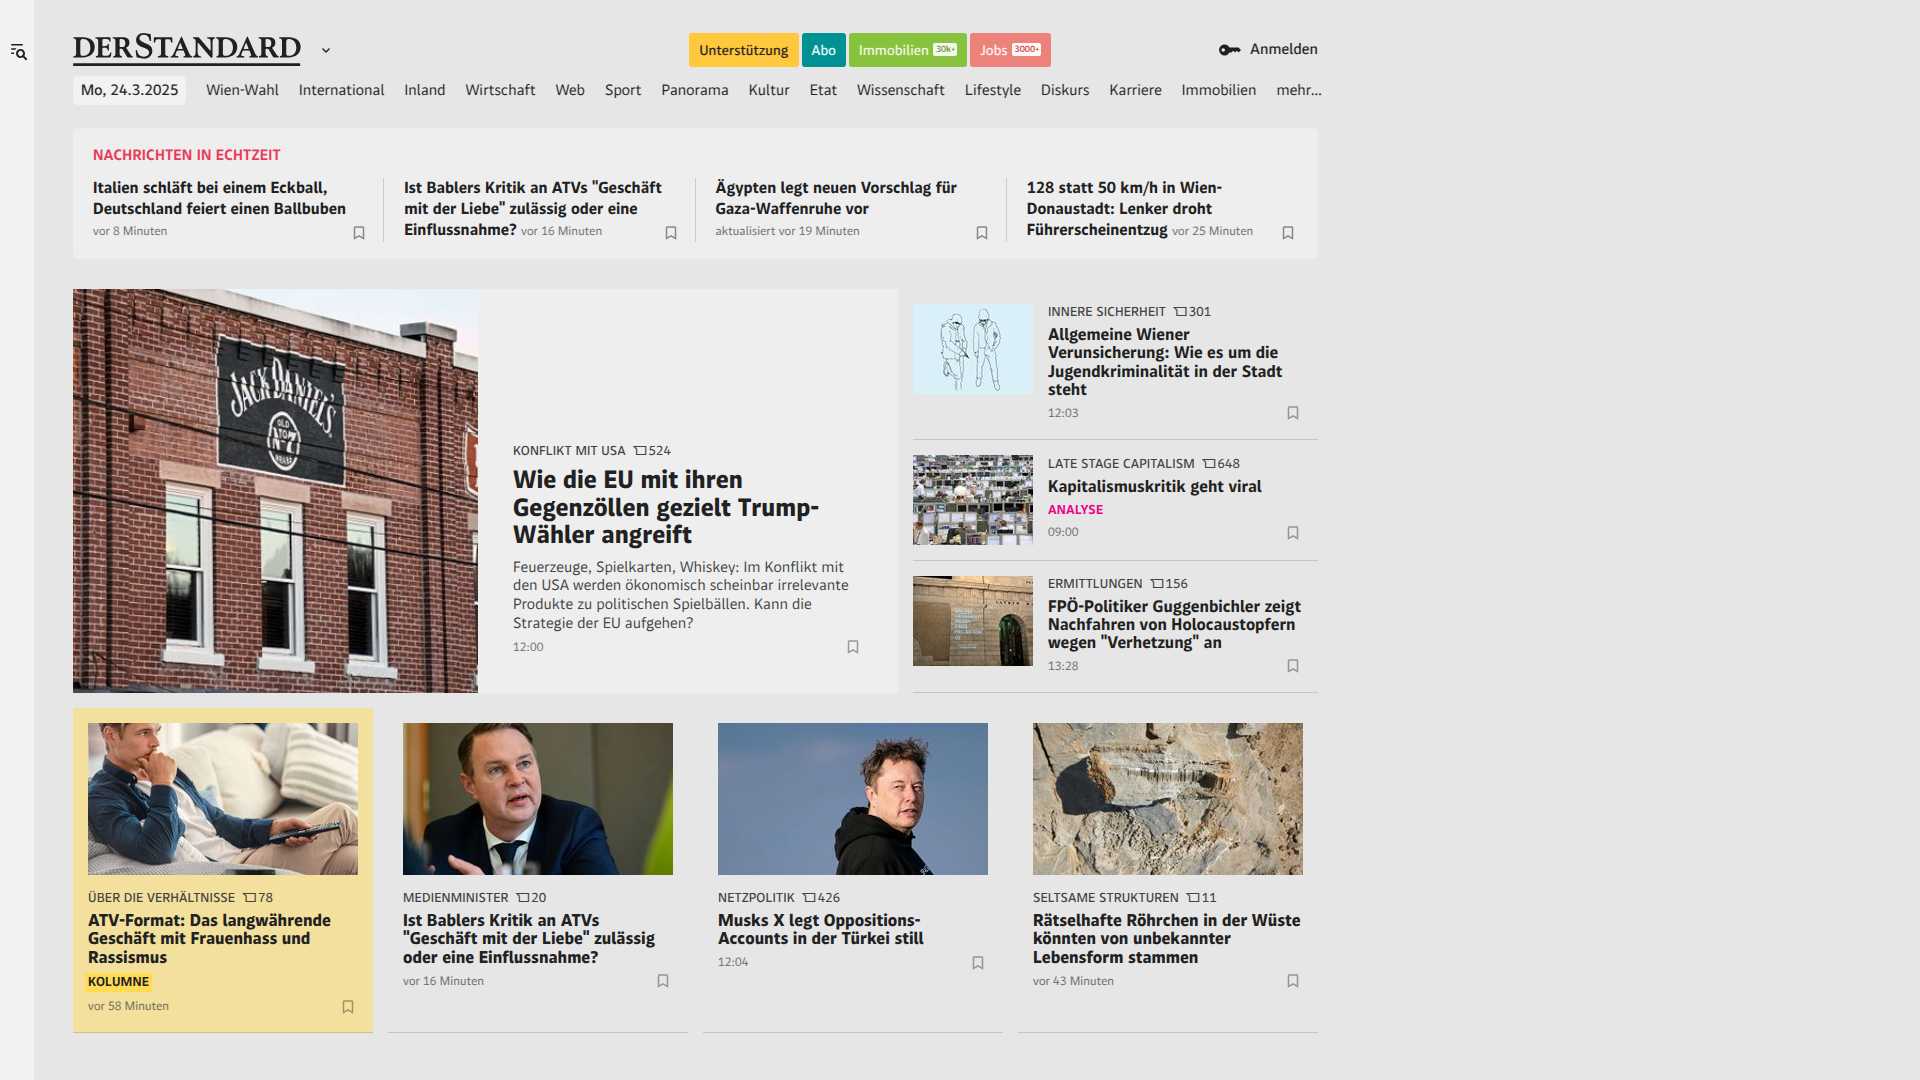 DERSTANDARD
Unterstützung
Abo
Immobilien 30k+
Jobs 3000+
Anmelden
Mo, 24.3.2025
Wien-Wahl
International
Inland
Wirtschaft
Web
Sport
Panorama
Kultur
Etat
Wissenschaft
Lifestyle
Diskurs
Karriere
Immobilien
mehr...
NACHRICHTEN IN ECHTZEIT
Italien schläft bei einem Eckball,
Deutschland feiert einen Ballbuben
vor 8 Minuten
Ist Bablers Kritik an ATVs "Geschäft
mit der Liebe" zulässig oder eine
Einflussnahme? vor 16 Minuten
Ägypten legt neuen Vorschlag für
Gaza-Waffenruhe vor
aktualisiert vor 19 Minuten
128 statt 50 km/h in Wien-
Donaustadt: Lenker droht
Führerscheinentzug vor 25 Minuten
JACK DANIEL'S
OLD
No 7
KONFLIKT MIT USA 524
Wie die EU mit ihren
Gegenzöllen gezielt Trump-
Wähler angreift
Feuerzeuge, Spielkarten, Whiskey: Im Konflikt mit
den USA werden ökonomisch scheinbar irrelevante
Produkte zu politischen Spielbällen. Kann die
Strategie der EU aufgehen?
12:00
INNERE SICHERHEIT 301
Allgemeine Wiener
Verunsicherung: Wie es um die
Jugendkriminalität in der Stadt
steht
12:03
LATE STAGE CAPITALISM 648
Kapitalismuskritik geht viral
ANALYSE
09:00
ERMITTLUNGEN 156
FPÖ-Politiker Guggenbichler zeigt
Nachfahren von Holocaustopfern
wegen "Verhetzung" an
13:28
ÜBER DIE VERHÄLTNISSE 78
ATV-Format: Das langwährende
Geschäft mit Frauenhass und
Rassismus
KOLUMNE
vor 58 Minuten
MEDIENMINISTER 20
Ist Bablers Kritik an ATVs
"Geschäft mit der Liebe" zulässig
oder eine Einflussnahme?
vor 16 Minuten
NETZPOLITIK 426
Musks X legt Oppositions-
Accounts in der Türkei still
12:04
SELTSAME STRUKTUREN 11
Rätselhafte Röhrchen in der Wüste
könnten von unbekannter
Lebensform stammen
vor 43 Minuten